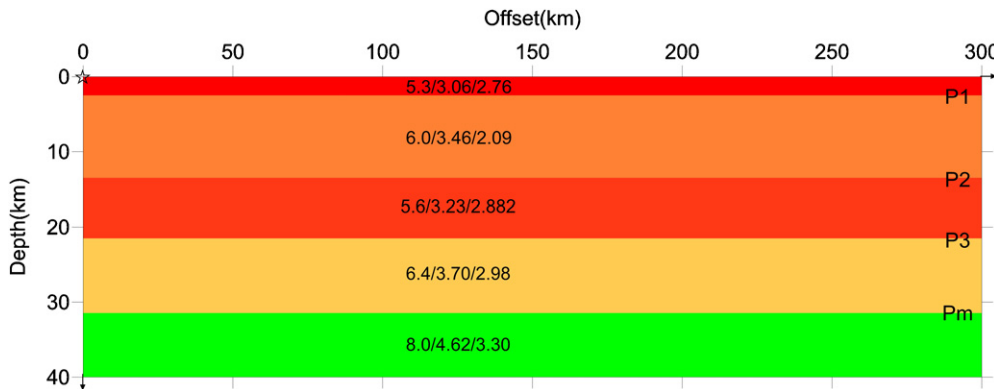 Offset(km)
0 50 100 150 200 250 300
0
5.3/3.06/2.76
P1
6.0/3.46/2.09
10
P2
5.6/3.23/2.882
20
P3
6.4/3.70/2.98
30
Pm
8.0/4.62/3.30
40
Depth(km)